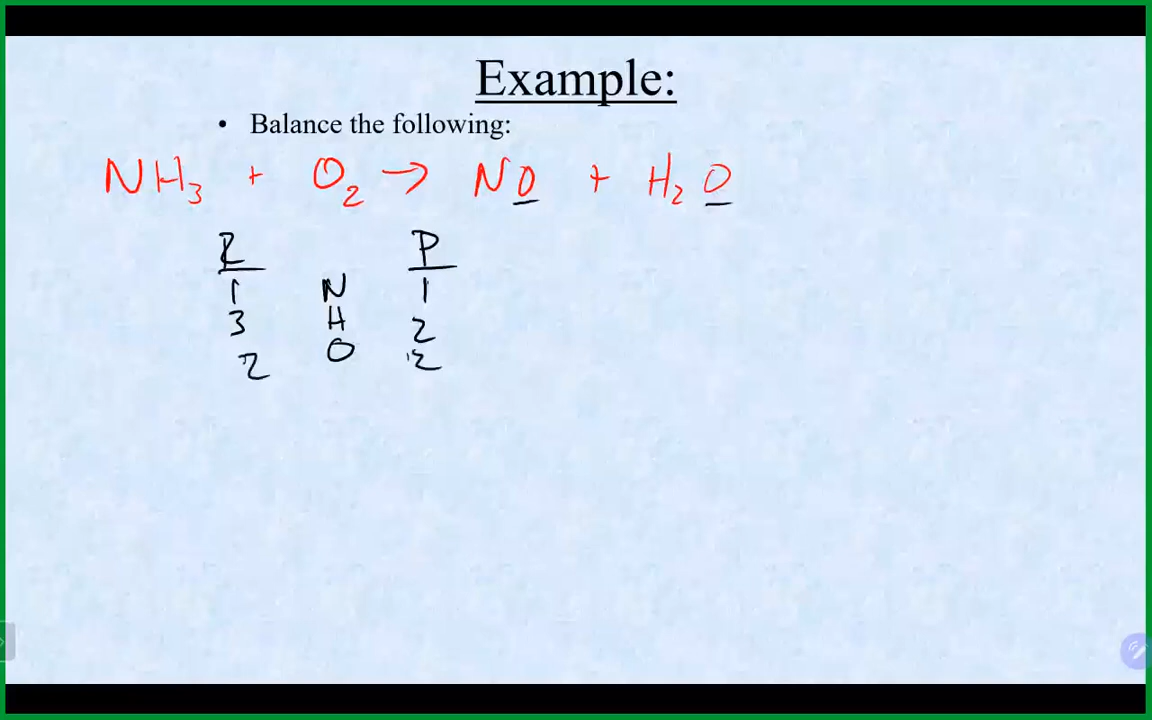 Example:
• Balance the following:
NH₃ + O₂ → NO + H₂O
R P
1 N 1
3 H 2
2 O 2